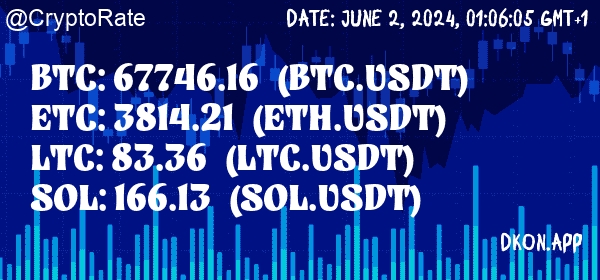 @CryptoRate
DATE: JUNE 2, 2024, 01:06:05 GMT+1
BTC: 67746.16 (BTC.USDT)
ETC: 3814.21 (ETH.USDT)
LTC: 83.36 (LTC.USDT)
SOL: 166.13 (SOL.USDT)
DKON.APP